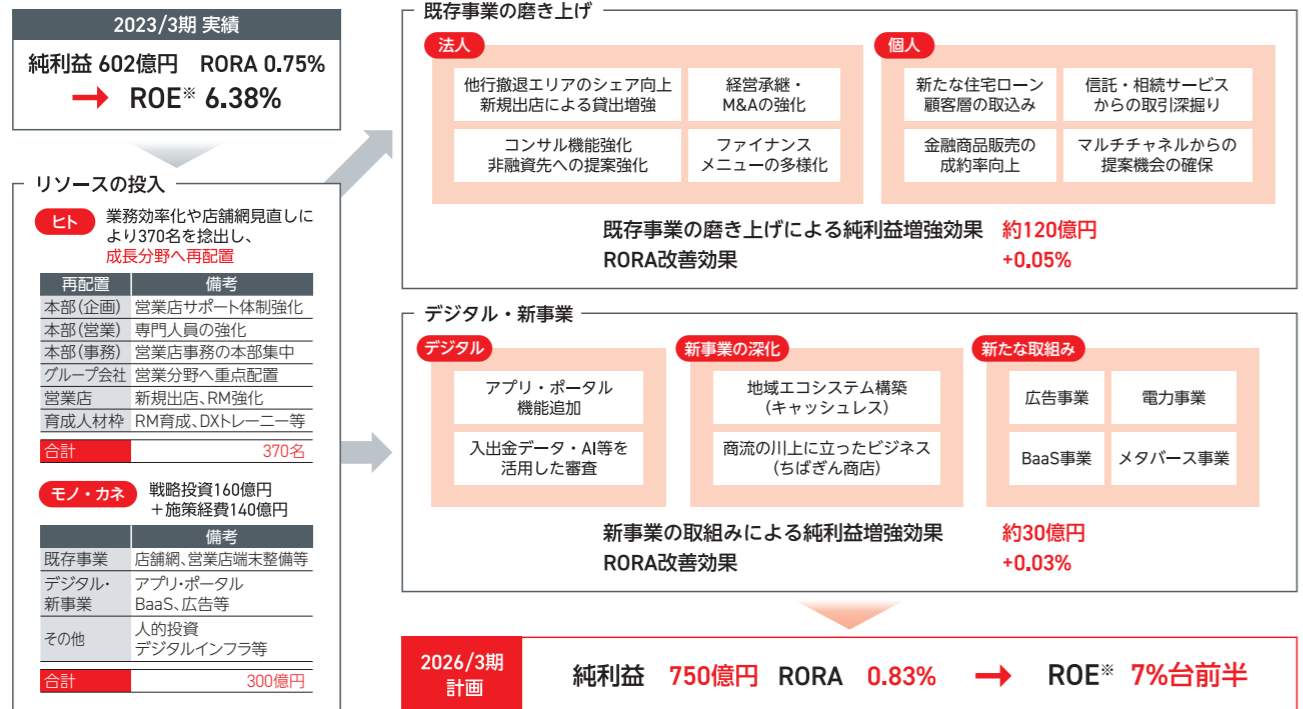 2023/3期 実績
純利益 602億円 RORA 0.75%
→ ROE※ 6.38%
リソースの投入
ヒト
業務効率化や店舗網見直しに
より370名を捻出し、
成長分野へ再配置
再配置 備考
本部(企画) 営業店サポート体制強化
本部(営業) 専門人員の強化
本部(事務) 営業店事務の本部集中
グループ会社 営業分野へ重点配置
営業店 新規出店、RM強化
育成人材枠 RM育成、DXトレーニー等
合計 370名
モノ・カネ
戦略投資160億円
+施策経費140億円
備考
既存事業 店舗網、営業店端末整備等
デジタル・ アプリ・ポータル
新事業 BaaS、広告等
その他 人的投資
デジタルインフラ等
合計 300億円
既存事業の磨き上げ
法人
他行撤退エリアのシェア向上
新規出店による貸出増強
経営承継・
M&Aの強化
コンサル機能強化
非融資先への提案強化
ファイナンス
メニューの多様化
個人
新たな住宅ローン
顧客層の取込み
信託・相続サービス
からの取引深掘り
金融商品販売の
成約率向上
マルチチャネルからの
提案機会の確保
既存事業の磨き上げによる純利益増強効果 約120億円
RORA改善効果 +0.05%
デジタル・新事業
デジタル
アプリ・ポータル
機能追加
入出金データ・AI等を
活用した審査
新事業の深化
地域エコシステム構築
(キャッシュレス)
商流の川上に立ったビジネス
(ちばぎん商店)
新たな取組み
広告事業 電力事業
BaaS事業 メタバース事業
新事業の取組みによる純利益増強効果 約30億円
RORA改善効果 +0.03%
2026/3期
計画
純利益 750億円 RORA 0.83% → ROE※ 7%台前半